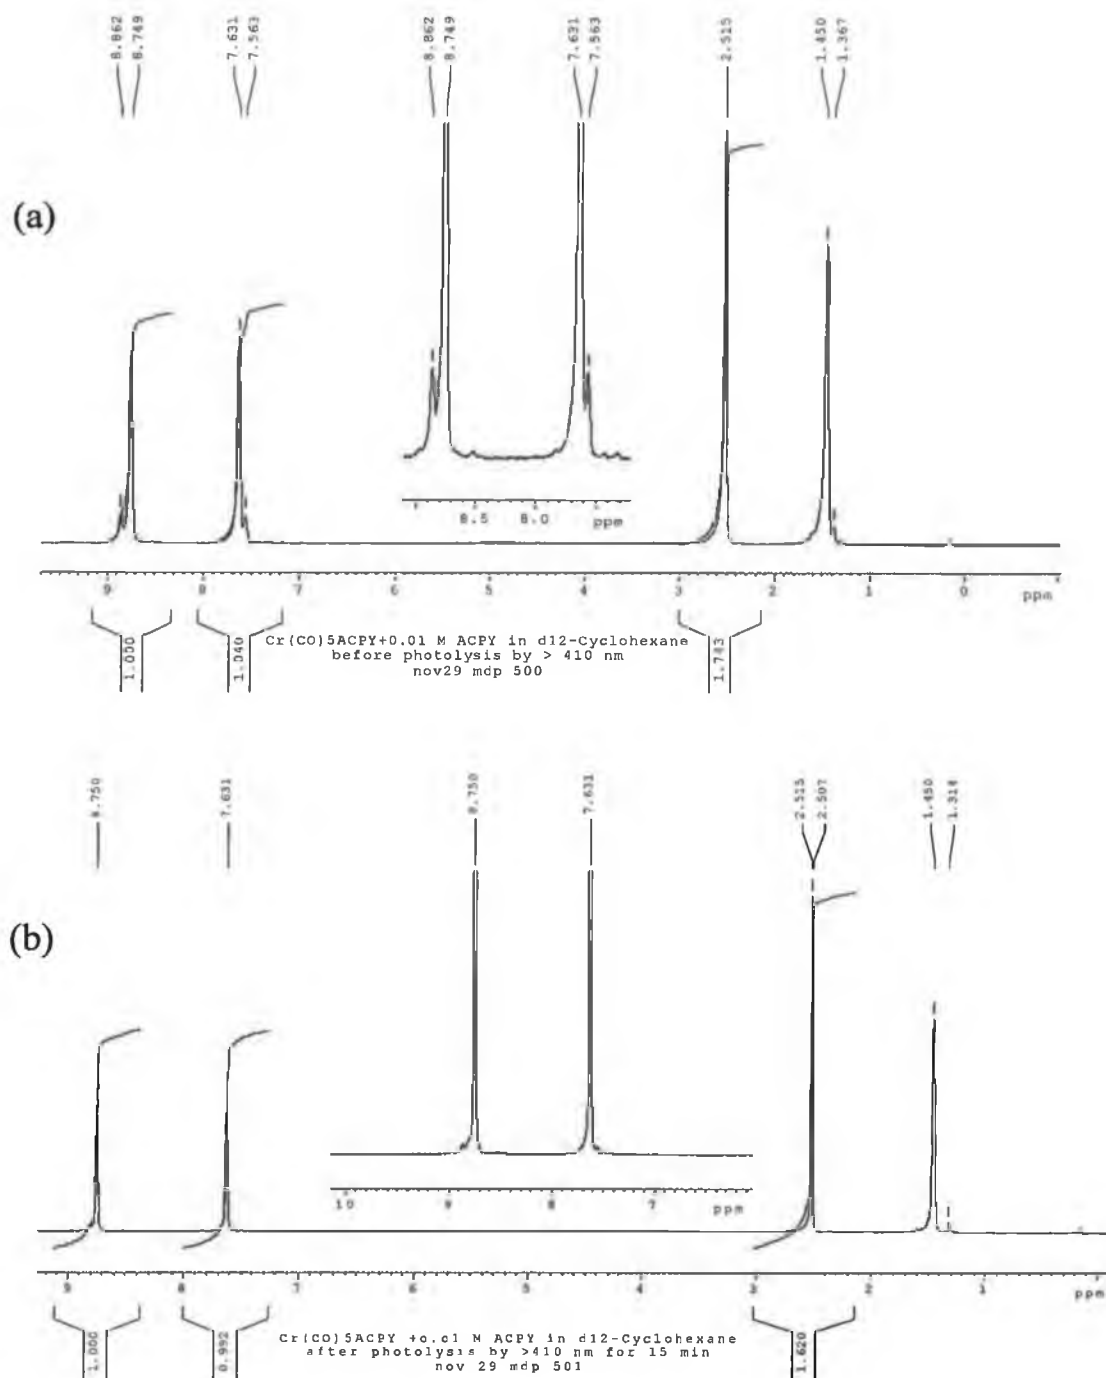 8.862
8.749
7.631
7.563
8.862
8.749
7.631
7.563
2.515
1.450
1.367
(a)
8.5 8.0 ppm
9 8 7 6 5 4 3 2 1 0 ppm
1.000
1.040
1.743
Cr(CO)5ACPY+0.01 M ACPY in d12-Cyclohexane
before photolysis by > 410 nm
nov29 mdp 500
8.750
7.631
8.750
7.631
2.515
2.507
1.450
1.314
(b)
10 9 8 7 ppm
9 8 7 6 5 4 3 2 1 ppm
1.000
0.992
1.620
Cr(CO)5ACPY +o.o1 M ACPY in d12-Cyclohexane
after photolysis by >410 nm for 15 min
nov 29 mdp 501